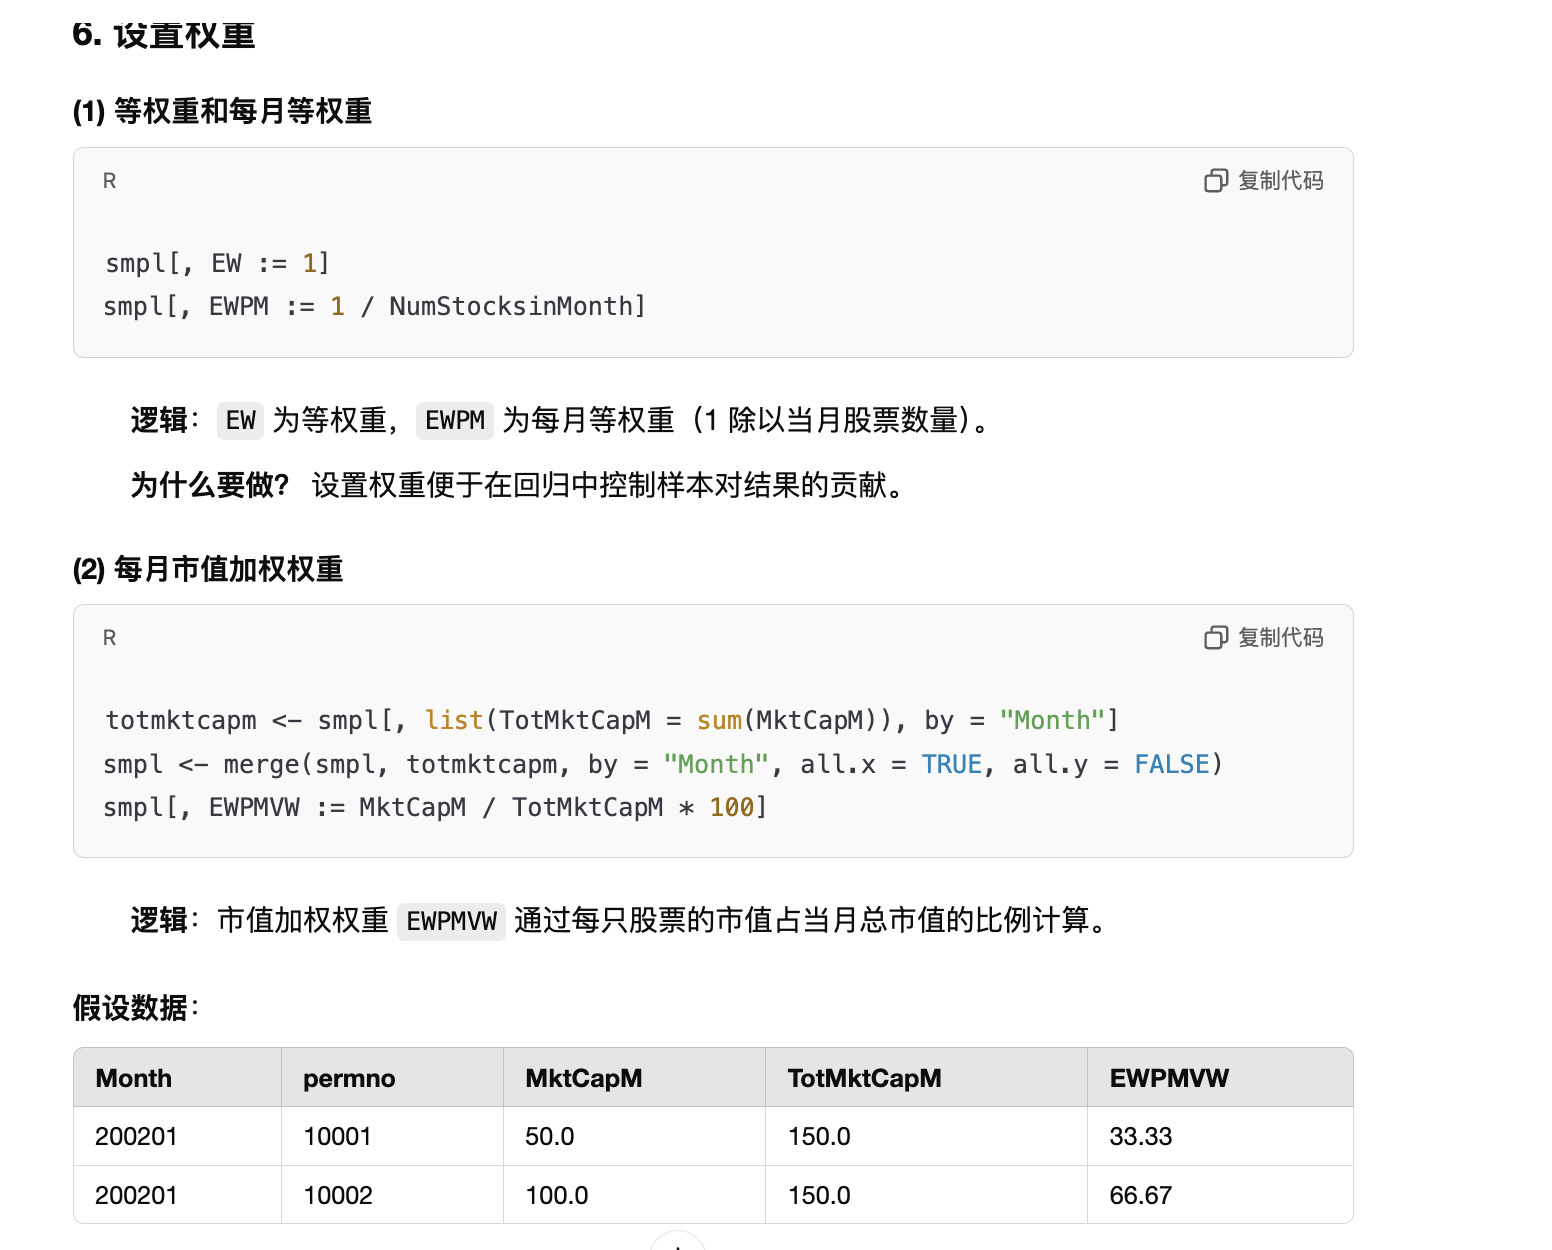 6. 设置权重
(1) 等权重和每月等权重
R
复制代码
smpl[, EW := 1]
smpl[, EWPM := 1 / NumStocksinMonth]
逻辑： EW 为等权重， EWPM 为每月等权重（1 除以当月股票数量）。
为什么要做？ 设置权重便于在回归中控制样本对结果的贡献。
(2) 每月市值加权权重
R
复制代码
totmktcapm <- smpl[, list(TotMktCapM = sum(MktCapM)), by = "Month"]
smpl <- merge(smpl, totmktcapm, by = "Month", all.x = TRUE, all.y = FALSE)
smpl[, EWPMVW := MktCapM / TotMktCapM * 100]
逻辑： 市值加权权重 EWPMVW 通过每只股票的市值占当月总市值的比例计算。
假设数据：
Month permno MktCapM TotMktCapM EWPMVW
200201 10001 50.0 150.0 33.33
200201 10002 100.0 150.0 66.67